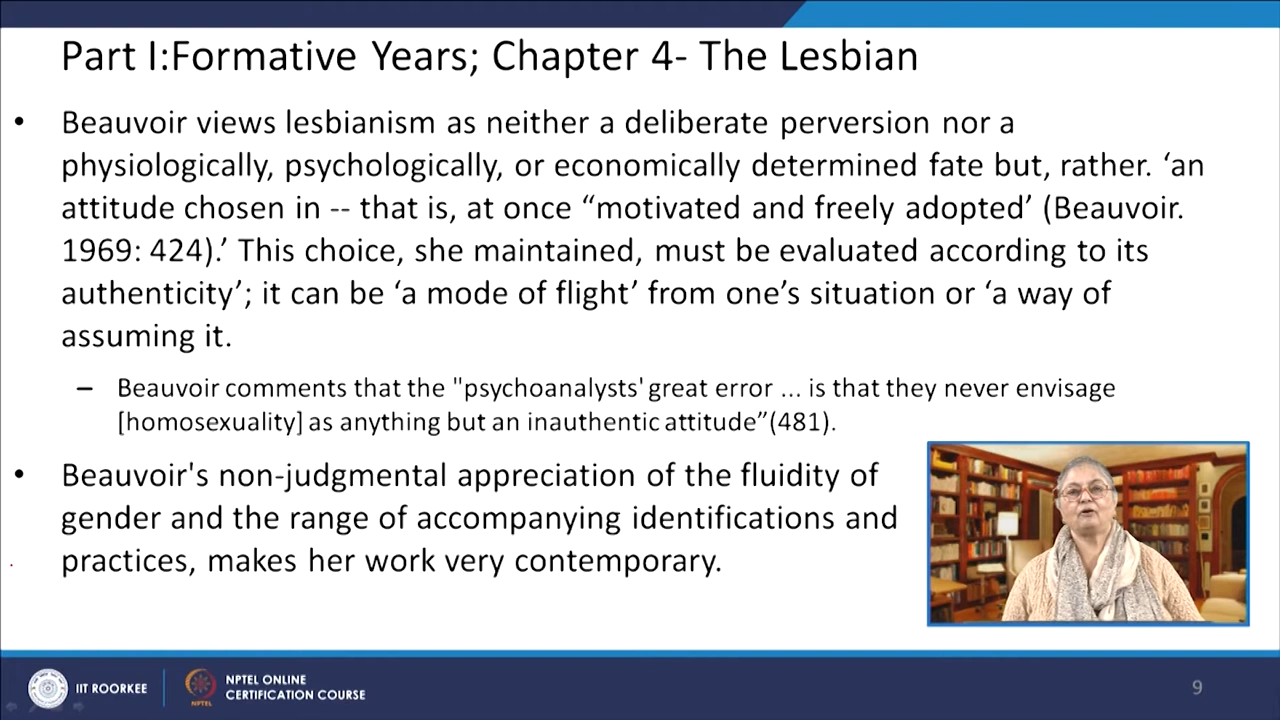 Part I:Formative Years; Chapter 4- The Lesbian
• Beauvoir views lesbianism as neither a deliberate perversion nor a
physiologically, psychologically, or economically determined fate but, rather. ‘an
attitude chosen in -- that is, at once “motivated and freely adopted’ (Beauvoir.
1969: 424).’ This choice, she maintained, must be evaluated according to its
authenticity’; it can be ‘a mode of flight’ from one’s situation or ‘a way of
assuming it.
– Beauvoir comments that the "psychoanalysts' great error ... is that they never envisage
[homosexuality] as anything but an inauthentic attitude”(481).
• Beauvoir's non-judgmental appreciation of the fluidity of
gender and the range of accompanying identifications and
practices, makes her work very contemporary.
IIT ROORKEE
NPTEL
NPTEL ONLINE
CERTIFICATION COURSE
9